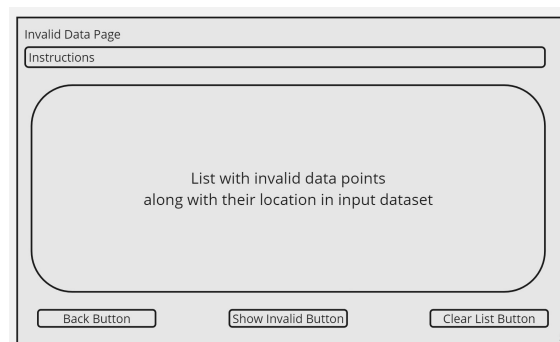 Invalid Data Page
Instructions
List with invalid data points
along with their location in input dataset
Back Button
Show Invalid Button
Clear List Button